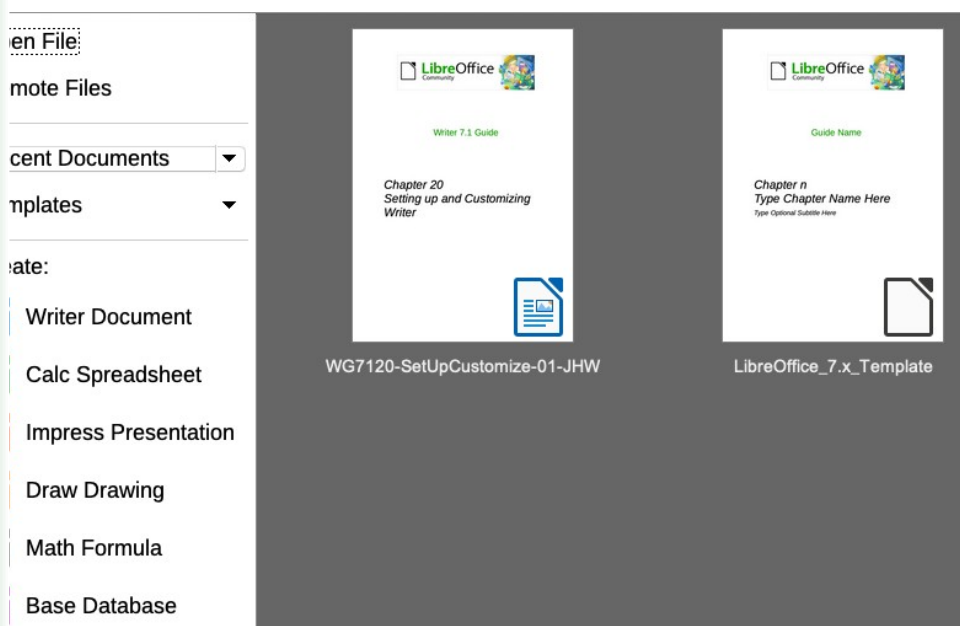 en File
mote Files
cent Documents
mplates
eate:
Writer Document
Calc Spreadsheet
Impress Presentation
Draw Drawing
Math Formula
Base Database
LibreOffice
Community
Writer 7.1 Guide
Chapter 20
Setting up and Customizing
Writer
WG7120-SetUpCustomize-01-JHW
LibreOffice
Community
Guide Name
Chapter n
Type Chapter Name Here
Type Optional Subtitle Here
LibreOffice_7.x_Template